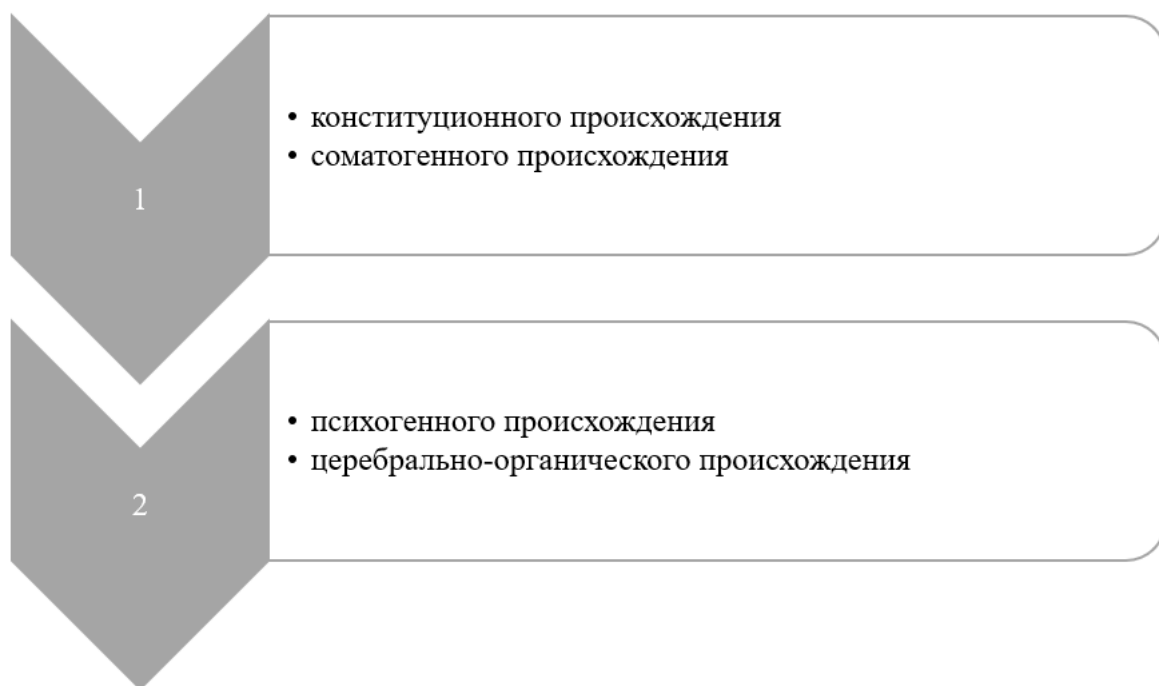 1
• конституционного происхождения
• соматогенного происхождения
2
• психогенного происхождения
• церебрально-органического происхождения